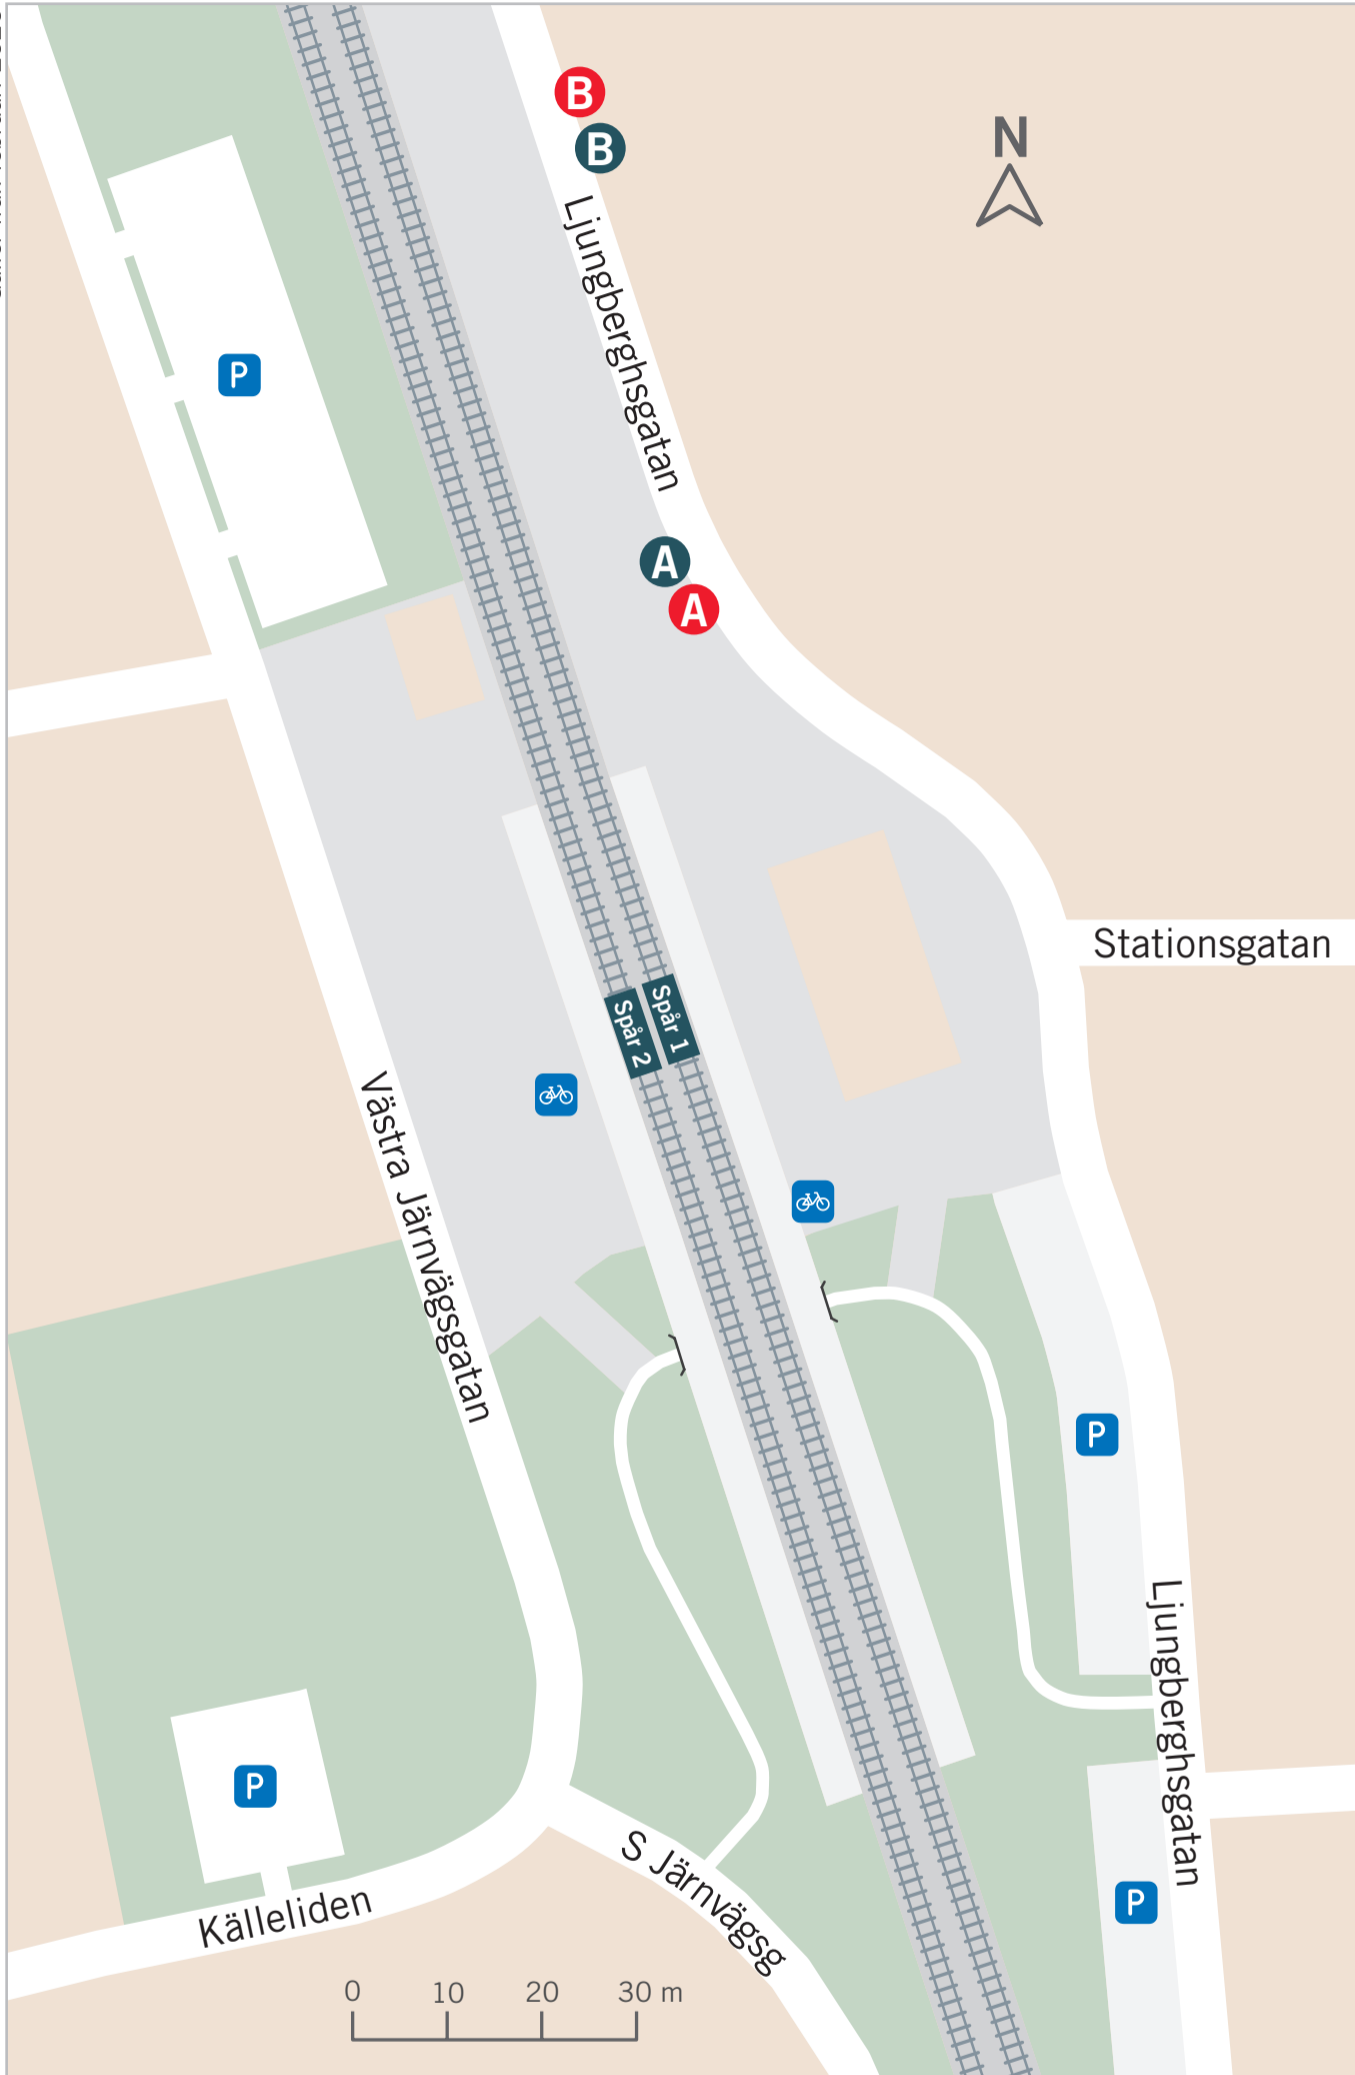 B
B
N
Ljungberghsgatan
P
A
A
Stationsgatan
Spår 1
Spår 2
Västra Järnvägsgatan
P
Ljungberghsgatan
P
S Järnvägsg
P
Källeliden
0 10 20 30 m